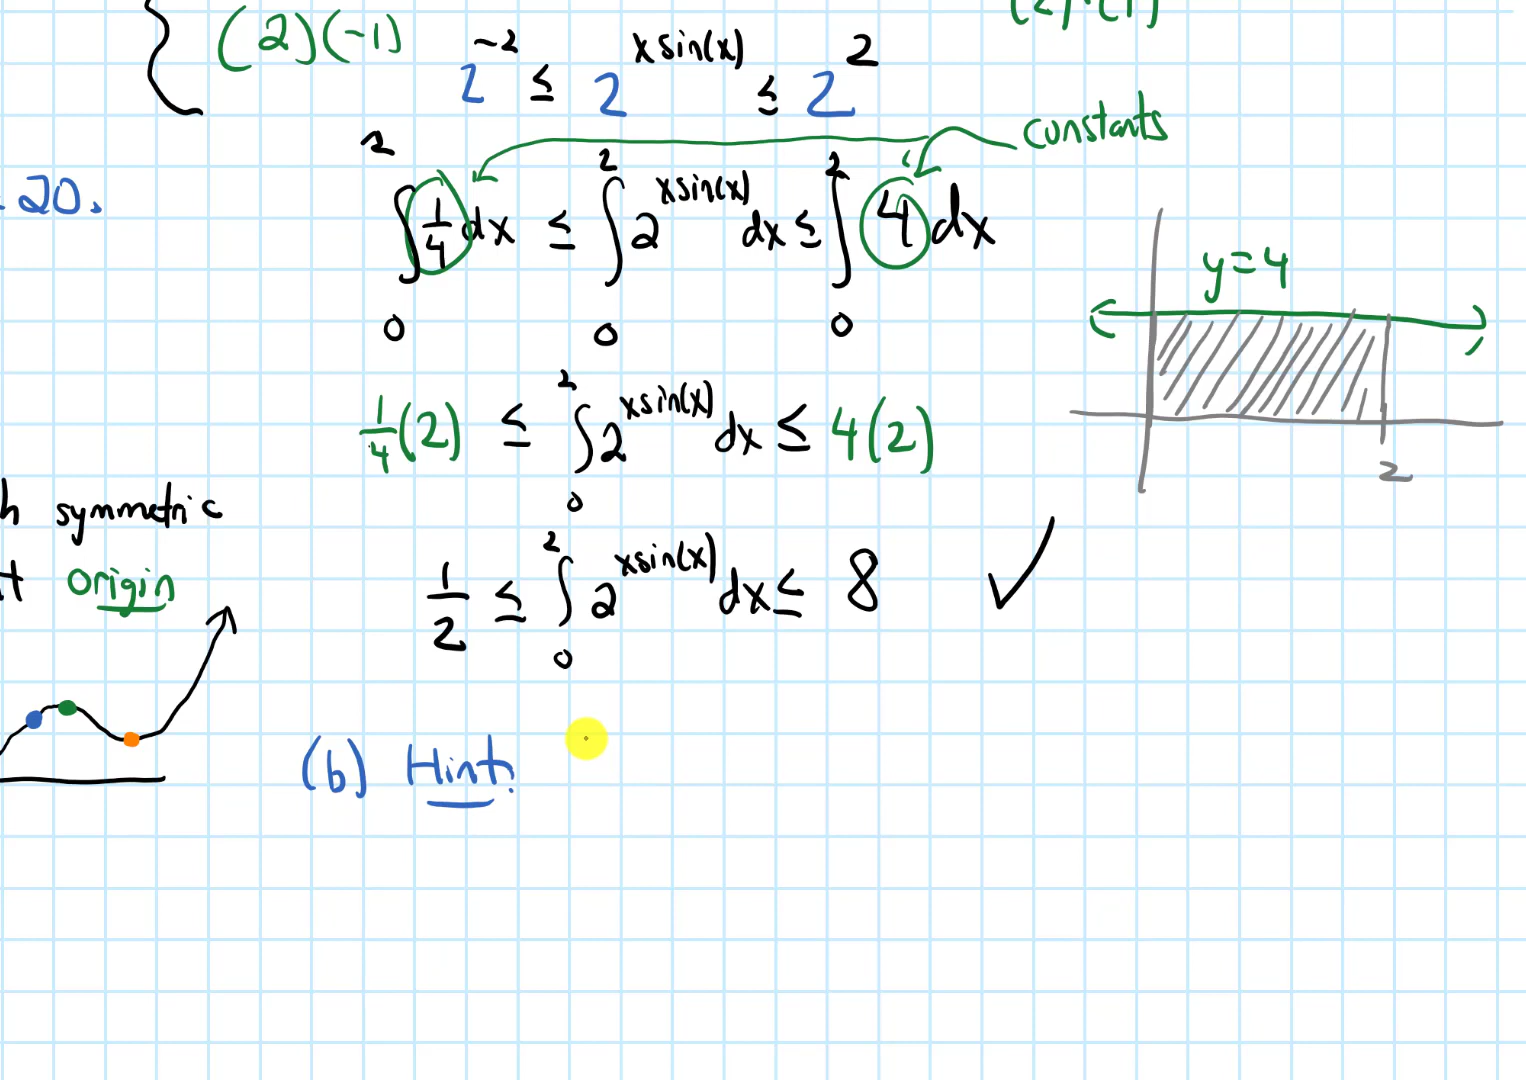 (2)(-1)
(2)·(1)
2^{-2} ≤ 2^{xsin(x)} ≤ 2^{2}
constants
20.
∫_0^2 1/4 dx ≤ ∫_0^2 2^{xsin(x)} dx ≤ ∫_0^2 4 dx
y=4
2
1/4(2) ≤ ∫_0^2 2^{xsin(x)} dx ≤ 4(2)
symmetric
origin
1/2 ≤ ∫_0^2 2^{xsin(x)} dx ≤ 8 ✓
(b) Hint: